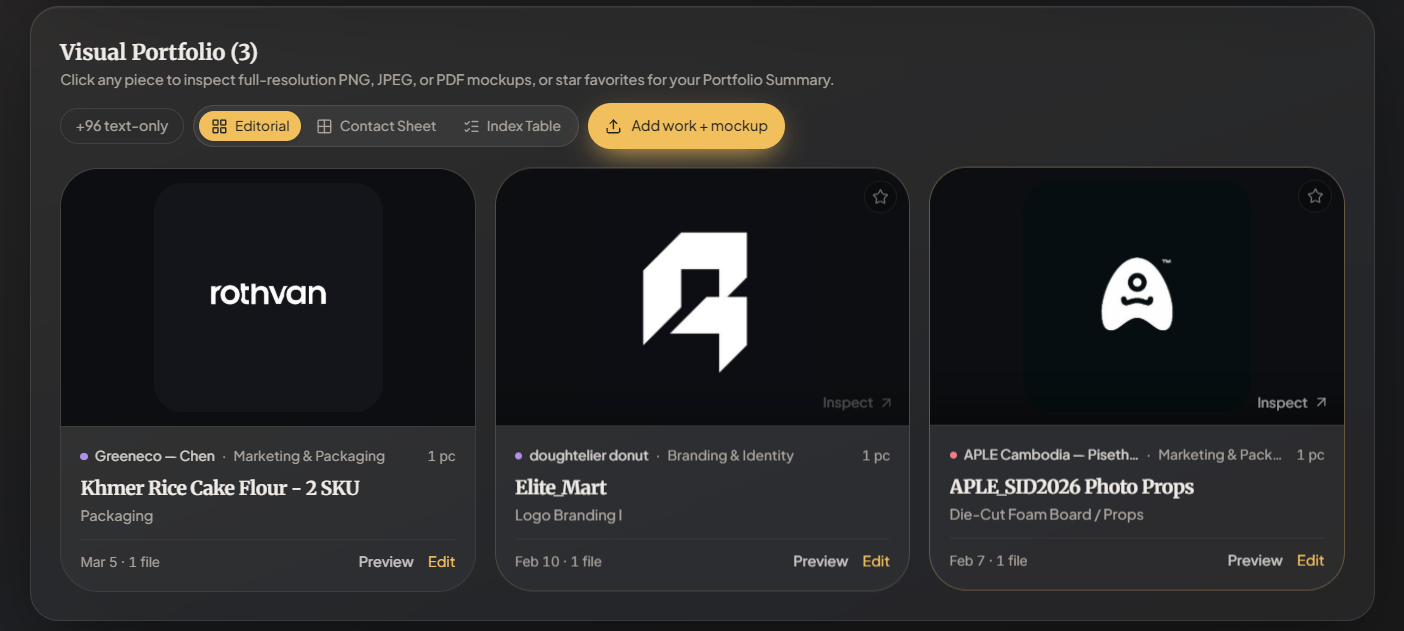 Visual Portfolio (3)
Click any piece to inspect full-resolution PNG, JPEG, or PDF mockups, or star favorites for your Portfolio Summary.
+96 text-only
Editorial
Contact Sheet
Index Table
Add work + mockup
rothvan
Greeneco — Chen · Marketing & Packaging 1 pc
Khmer Rice Cake Flour - 2 SKU
Packaging
Mar 5 · 1 file
Preview Edit
Inspect
doughtelier donut · Branding & Identity 1 pc
Elite_Mart
Logo Branding I
Feb 10 · 1 file
Preview Edit
™
Inspect
APLE Cambodia — Piseth... · Marketing & Pack... 1 pc
APLE_SID2026 Photo Props
Die-Cut Foam Board / Props
Feb 7 · 1 file
Preview Edit